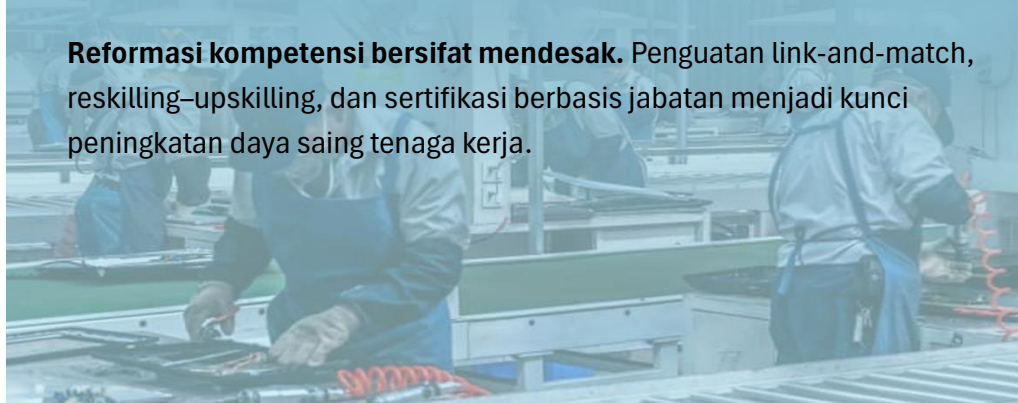 Reformasi kompetensi bersifat mendesak. Penguatan link-and-match,
reskilling–upskilling, dan sertifikasi berbasis jabatan menjadi kunci
peningkatan daya saing tenaga kerja.